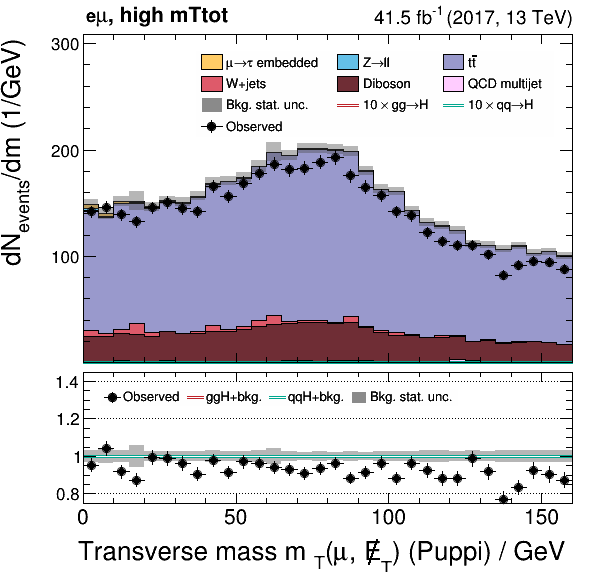 eμ, high mTtot 41.5 fb⁻¹ (2017, 13 TeV)
dN_events/dm (1/GeV)
300
200
100
μ→τ embedded Z→ll tt̄
W+jets Diboson QCD multijet
Bkg. stat. unc. 10 × gg→H 10 × qq→H
Observed
1.4
1.2
1
0.8
Observed ggH+bkg. qqH+bkg. Bkg. stat. unc.
0 50 100 150
Transverse mass m_T(μ, E̸_T) (Puppi) / GeV